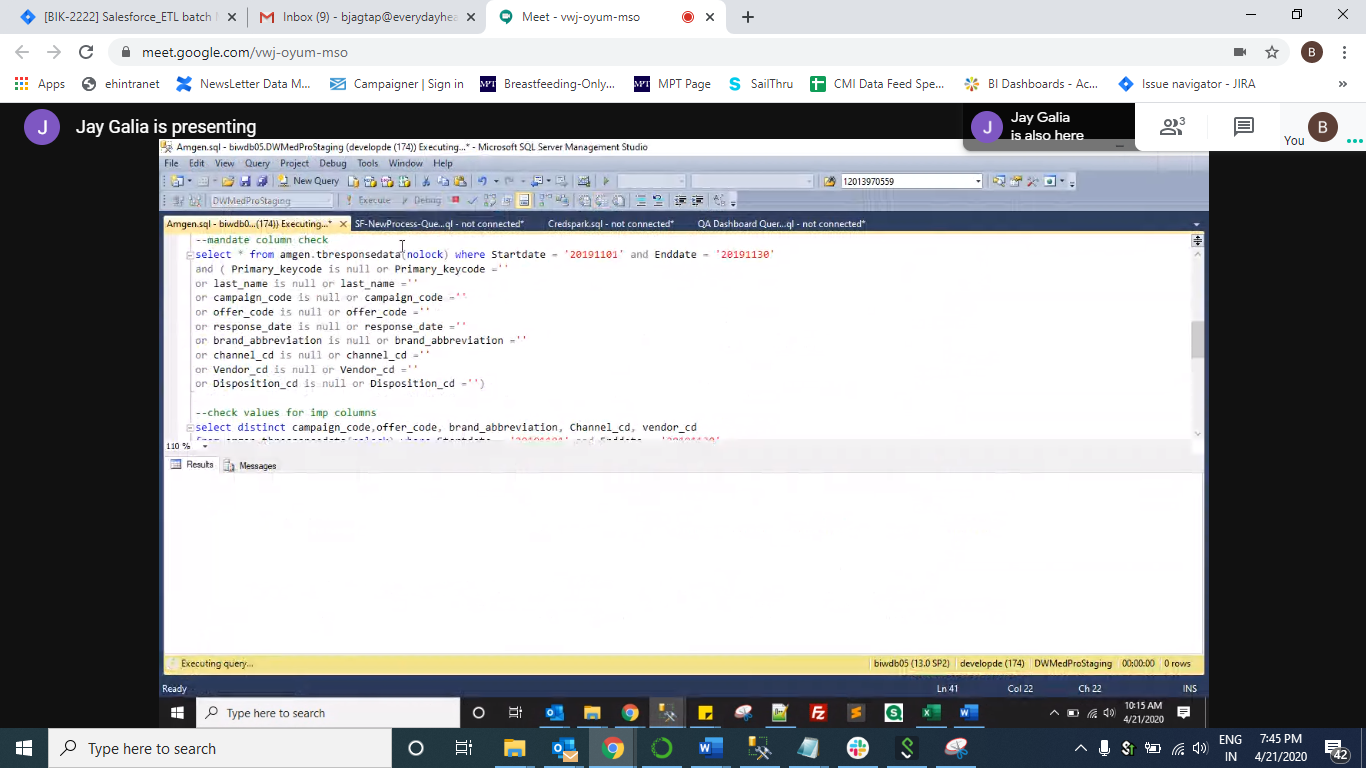 [BIK-2222] Salesforce_ETL batch
Inbox (9) - bjagtap@everydayhea
Meet - vwj-oyum-mso
meet.google.com/vwj-oyum-mso
B
Apps
ehintranet
NewsLetter Data M...
Campaigner | Sign in
MPT
Breastfeeding-Only...
MPT
MPT Page
SailThru
CMI Data Feed Spe...
BI Dashboards - Ac...
Issue navigator - JIRA
»
J
Jay Galia is presenting
J
Jay Galia
is also here
3
You
B
Amgen.sql - biwdb05.DWMedProStaging (developde (174)) Executing...* - Microsoft SQL Server Management Studio
File Edit View Query Project Debug Tools Window Help
New Query
12013970559
DWMedProStaging
Execute
Debug
Amgen.sql - biwdb0...(174)) Executing...*
SF-NewProcess-Que...ql - not connected*
Credspark.sql - not connected*
QA Dashboard Quer...ql - not connected*
--mandate column check
select * from amgen.tbresponsedata(nolock) where Startdate = '20191101' and Enddate = '20191130'
and ( Primary_keycode is null or Primary_keycode =''
or last_name is null or last_name =''
or campaign_code is null or campaign_code =''
or offer_code is null or offer_code =''
or response_date is null or response_date =''
or brand_abbreviation is null or brand_abbreviation =''
or channel_cd is null or channel_cd =''
or Vendor_cd is null or Vendor_cd =''
or Disposition_cd is null or Disposition_cd ='')
--check values for imp columns
select distinct campaign_code,offer_code, brand_abbreviation, Channel_cd, vendor_cd
110 %
Results
Messages
Executing query...
biwdb05 (13.0 SP2)
developde (174)
DWMedProStaging
00:00:00
0 rows
Ready
Ln 41
Col 22
Ch 22
INS
Type here to search
10:15 AM
4/21/2020
Type here to search
ENG
IN
7:45 PM
4/21/2020
42